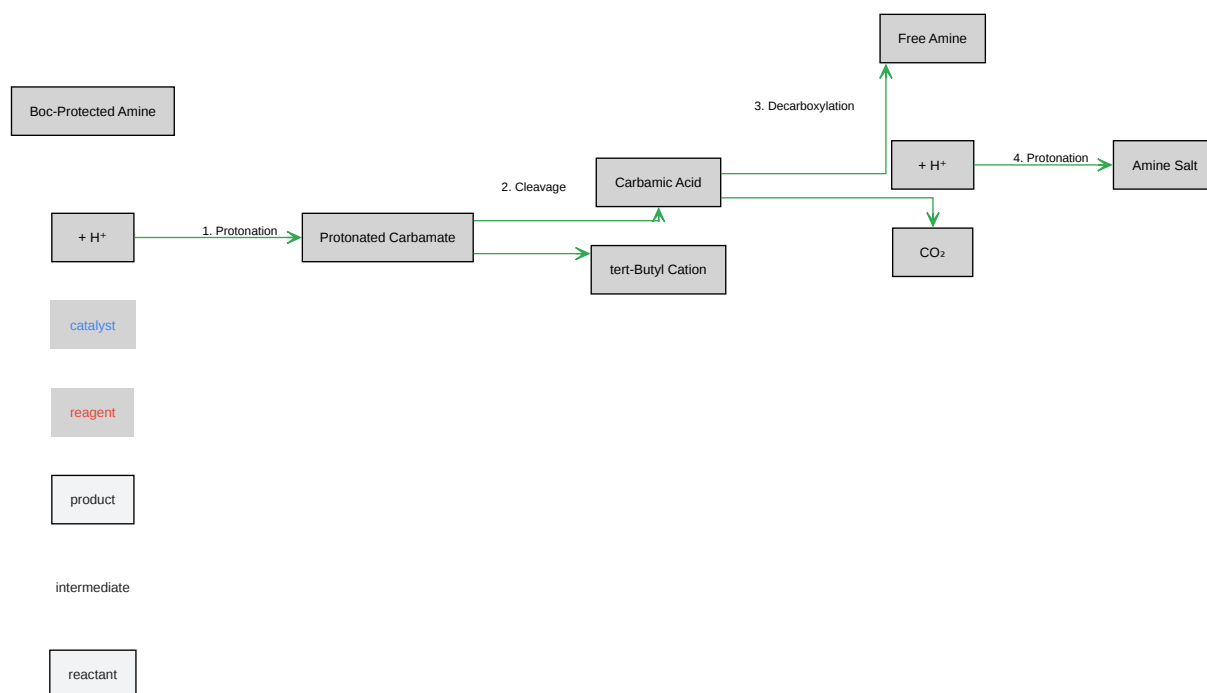 Free Amine
Boc-Protected Amine
3. Decarboxylation
+ H⁺
4. Protonation
Amine Salt
2. Cleavage
Carbamic Acid
+ H⁺
1. Protonation
Protonated Carbamate
CO₂
tert-Butyl Cation
catalyst
reagent
product
intermediate
reactant